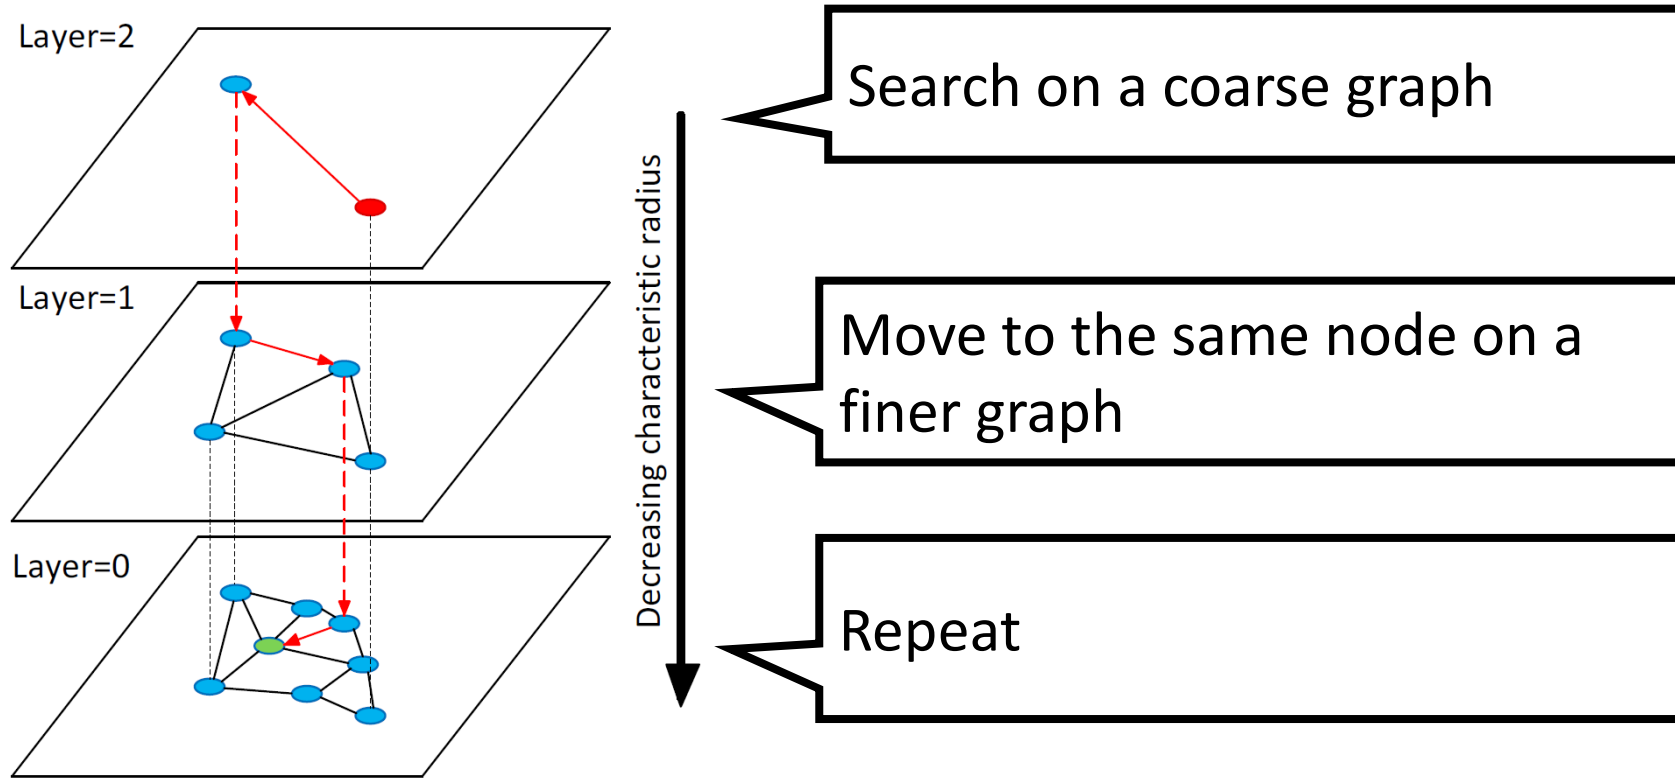 Layer=2
Search on a coarse graph
Decreasing characteristic radius
Layer=1
Move to the same node on a
finer graph
Layer=0
Repeat